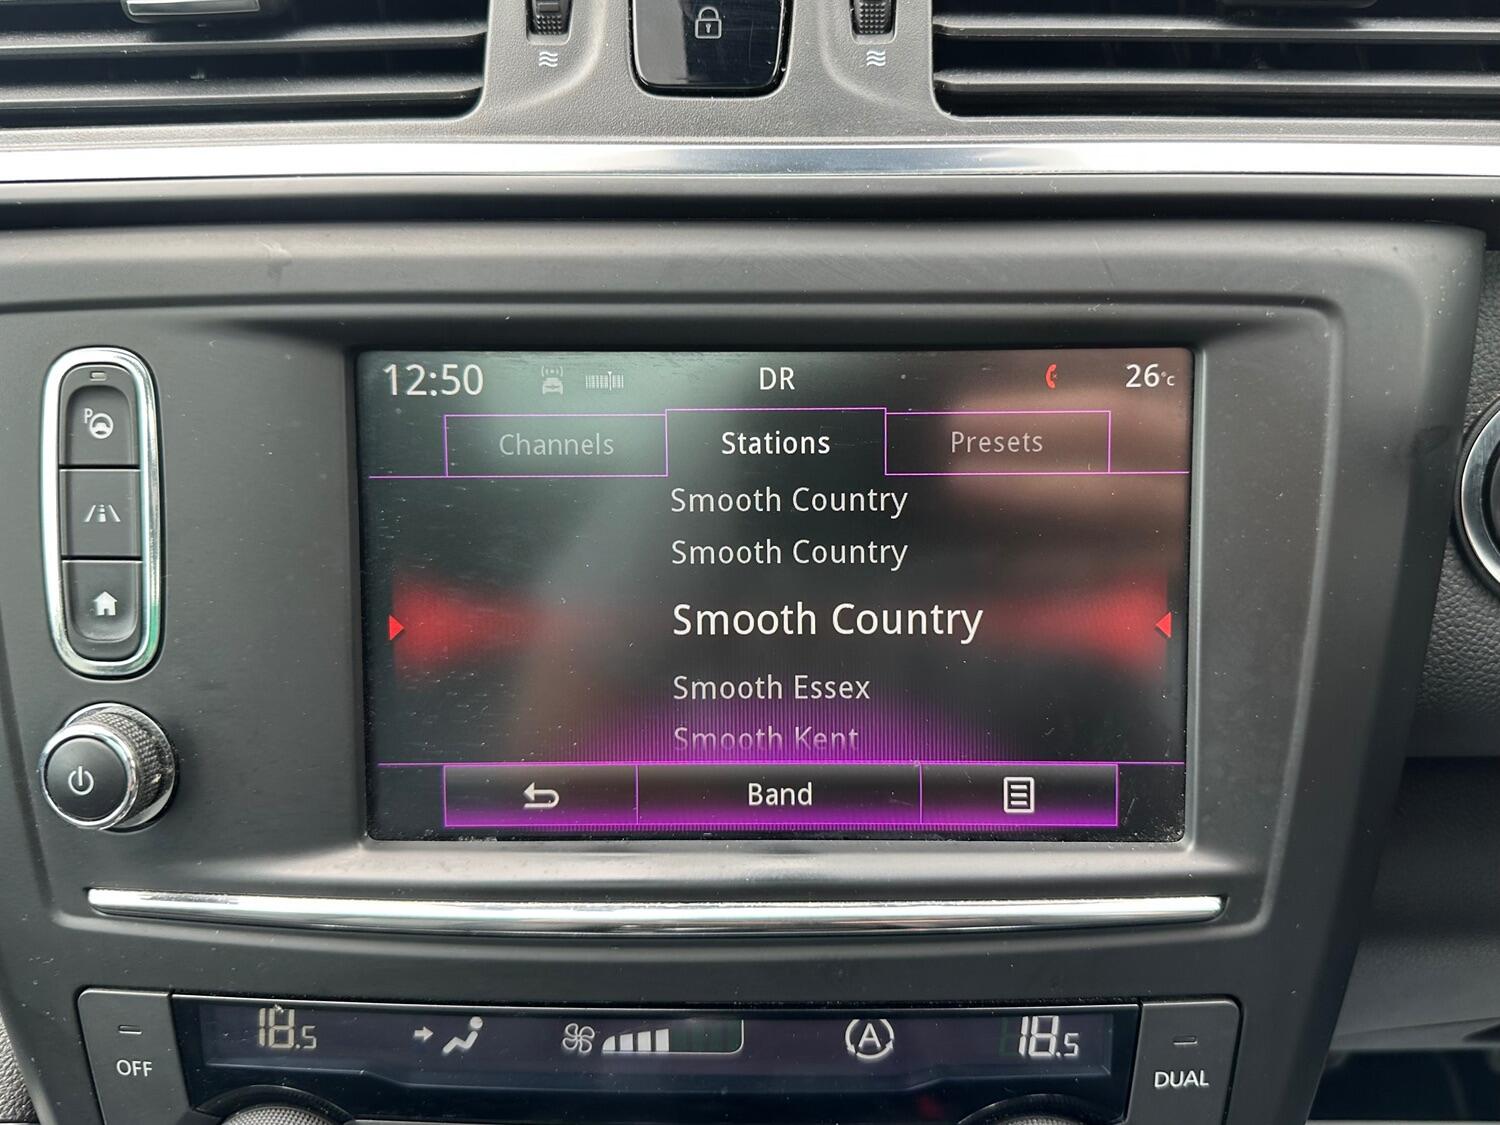 12:50 DR 26°C
Channels Stations Presets
Smooth Country
Smooth Country
Smooth Country
Smooth Essex
Smooth Kent
Band
18.5 A 18.5
OFF DUAL
P